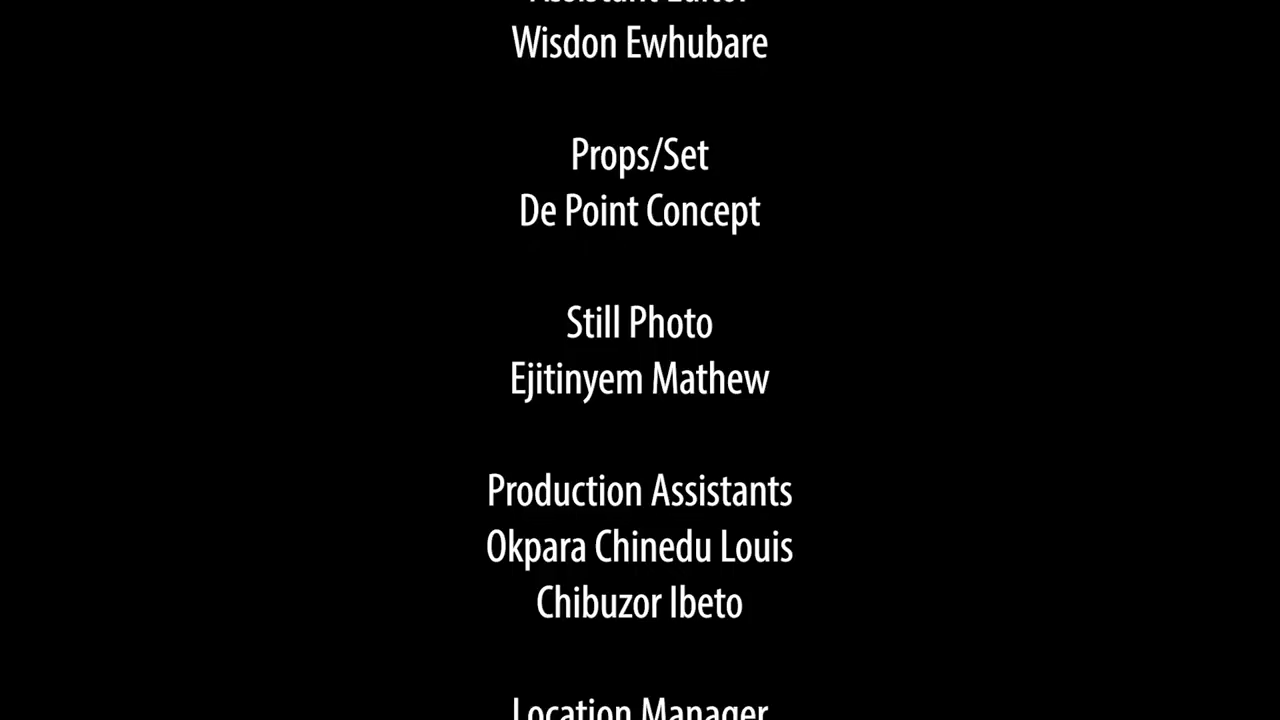 Assistant Editor
Wisdon Ewhubare
Props/Set
De Point Concept
Still Photo
Ejitinyem Mathew
Production Assistants
Okpara Chinedu Louis
Chibuzor Ibeto
Location Manager